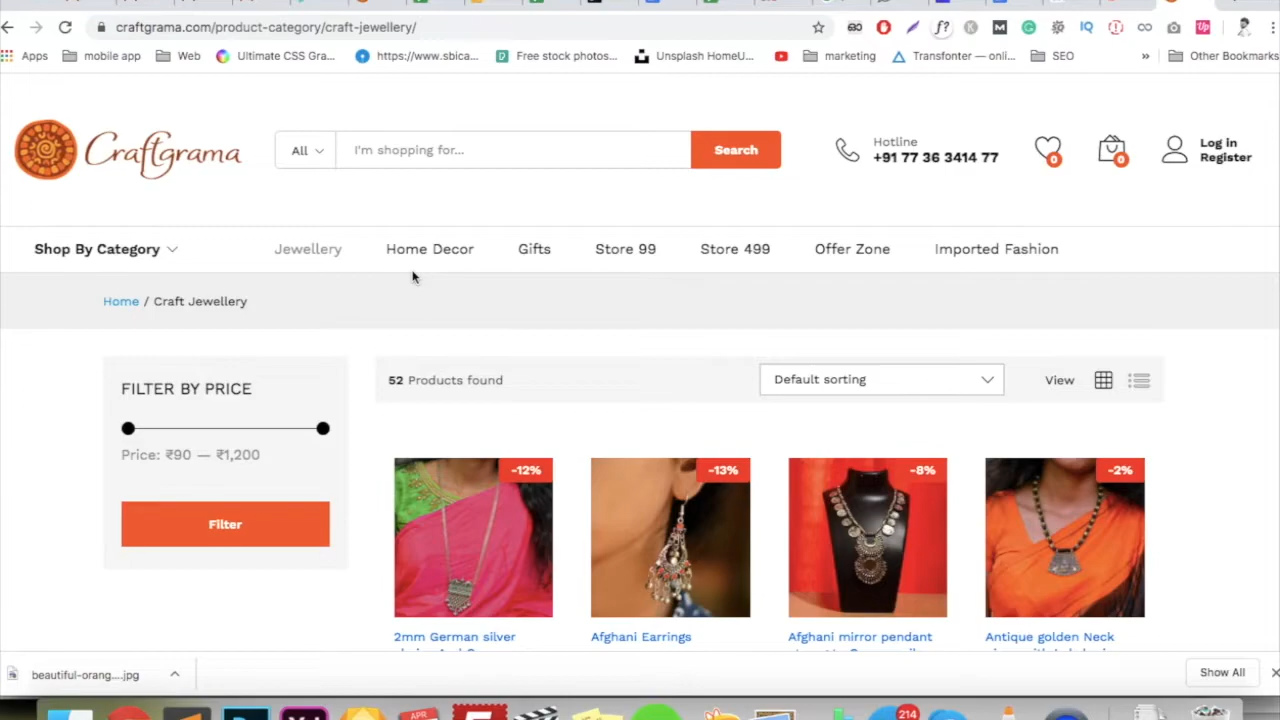 craftgrama.com/product-category/craft-jewellery/
Apps mobile app Web Ultimate CSS Gra... https://www.sbica... Free stock photos... Unsplash HomeU... marketing Transfonter — onli... SEO » Other Bookmarks
Craftgrama
All I'm shopping for... Search
Hotline
+91 77 36 3414 77
0 0
Log in
Register
Shop By Category Jewellery Home Decor Gifts Store 99 Store 499 Offer Zone Imported Fashion
Home / Craft Jewellery
FILTER BY PRICE
Price: ₹90 — ₹1,200
Filter
52 Products found Default sorting View
-12% -13% -8% -2%
2mm German silver Afghani Earrings Afghani mirror pendant Antique golden Neck
beautiful-orang....jpg Show All
APR 214